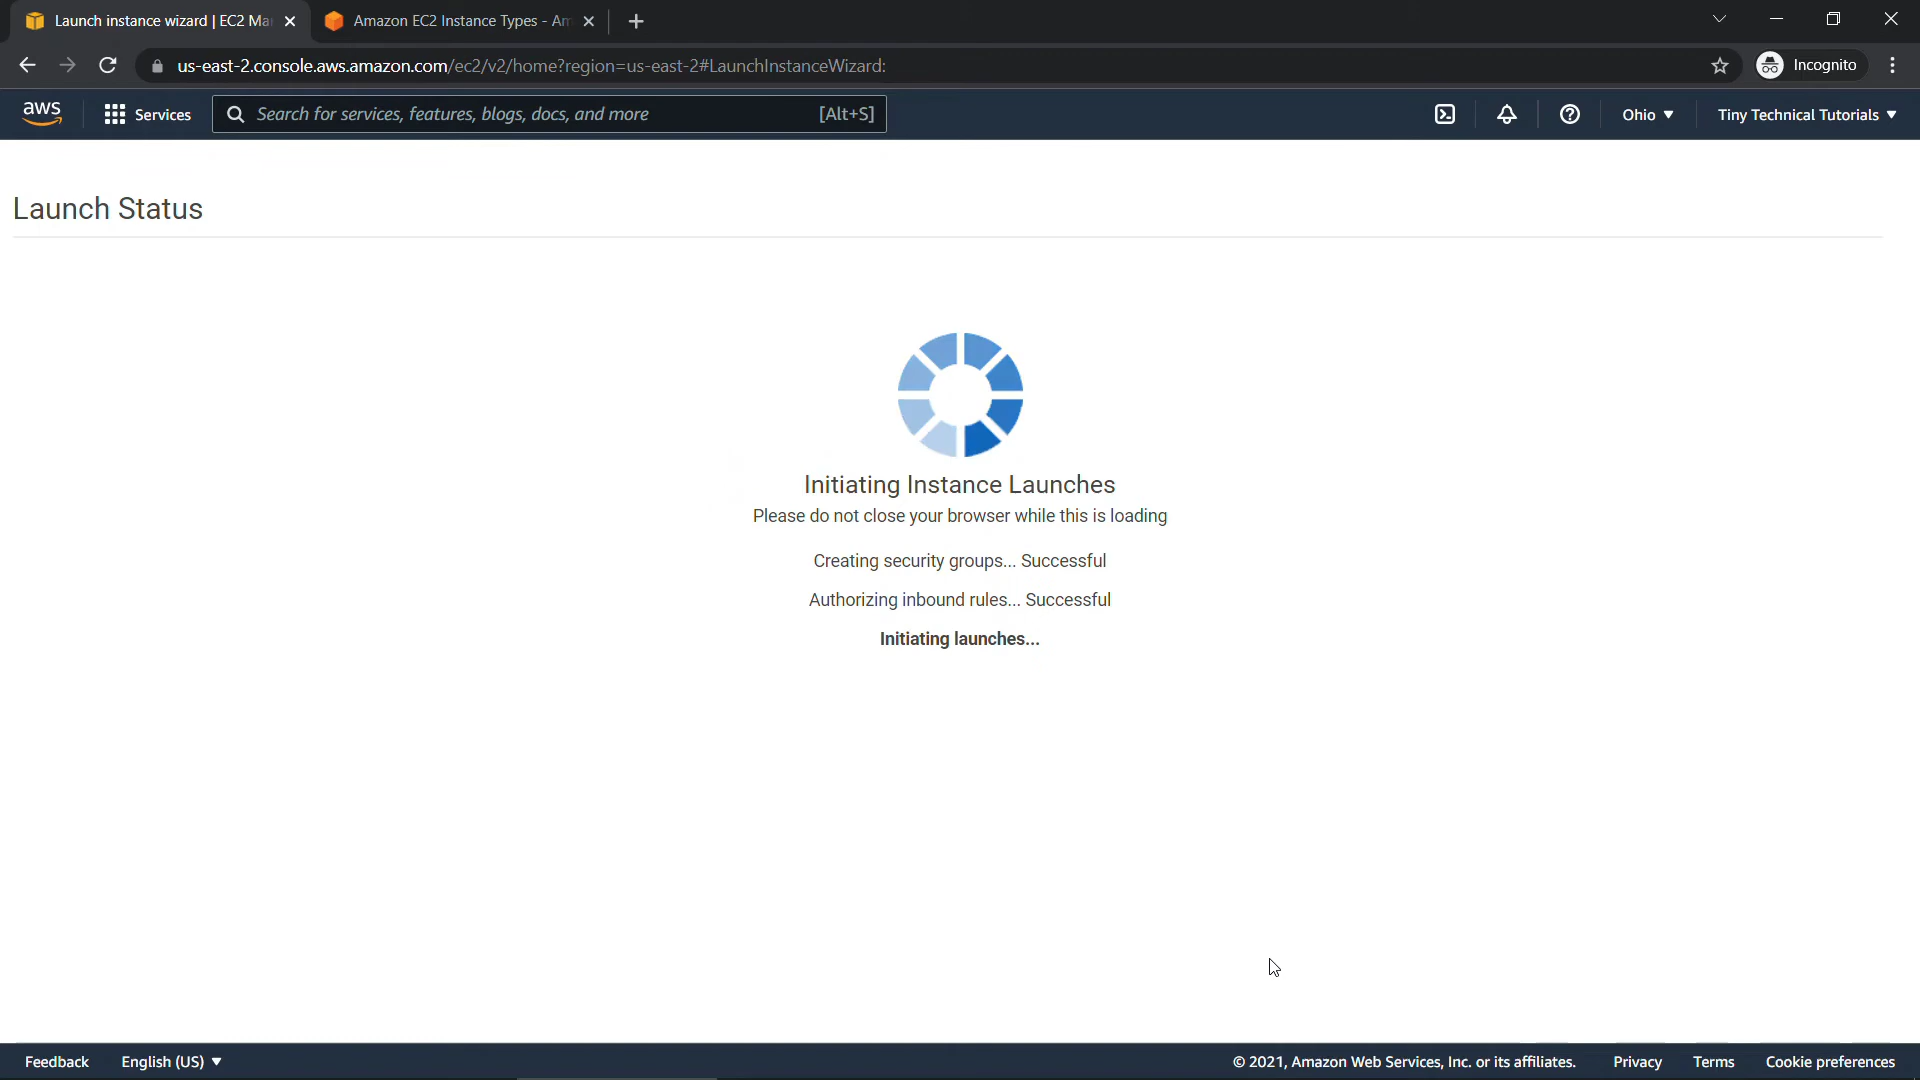 Launch instance wizard | EC2 Ma
Amazon EC2 Instance Types - Am
us-east-2.console.aws.amazon.com/ec2/v2/home?region=us-east-2#LaunchInstanceWizard:
Incognito
aws
Services
Search for services, features, blogs, docs, and more
[Alt+S]
Ohio
Tiny Technical Tutorials
Launch Status
Initiating Instance Launches
Please do not close your browser while this is loading
Creating security groups... Successful
Authorizing inbound rules... Successful
Initiating launches...
Feedback
English (US)
© 2021, Amazon Web Services, Inc. or its affiliates.
Privacy
Terms
Cookie preferences